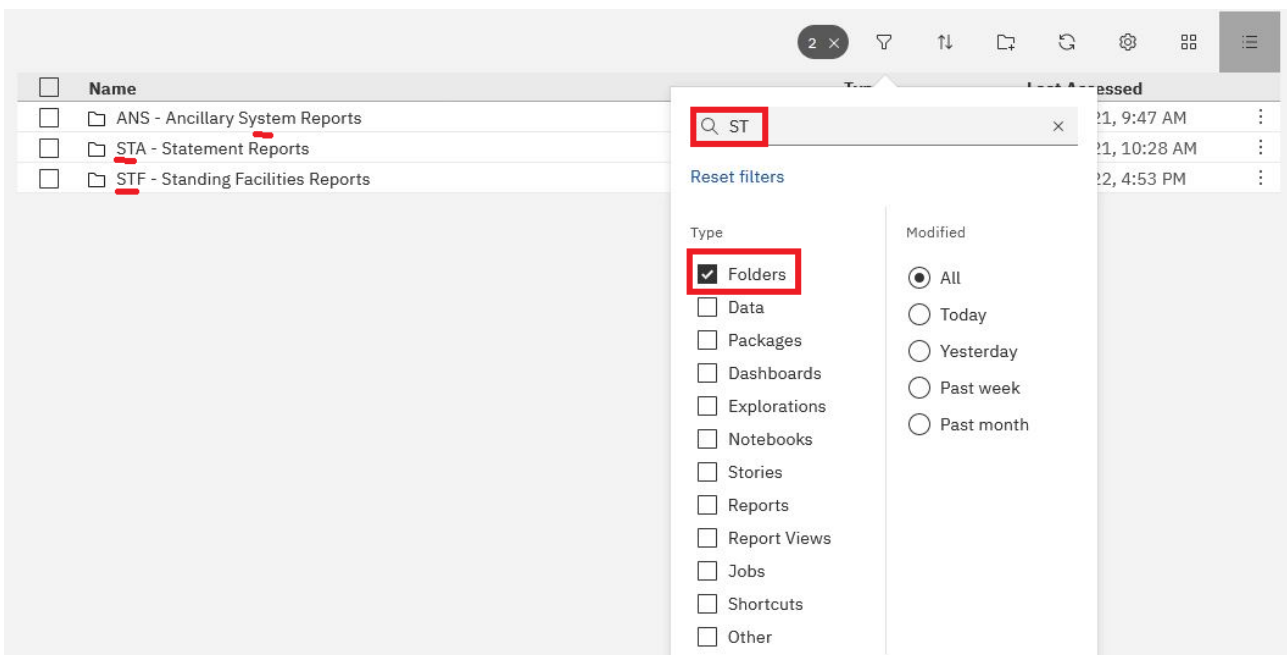 2 ×
Name
ANS - Ancillary System Reports
21, 9:47 AM
STA - Statement Reports
21, 10:28 AM
STF - Standing Facilities Reports
22, 4:53 PM
ST
Reset filters
Type
Modified
Folders
Data
Packages
Dashboards
Explorations
Notebooks
Stories
Reports
Report Views
Jobs
Shortcuts
Other
All
Today
Yesterday
Past week
Past month